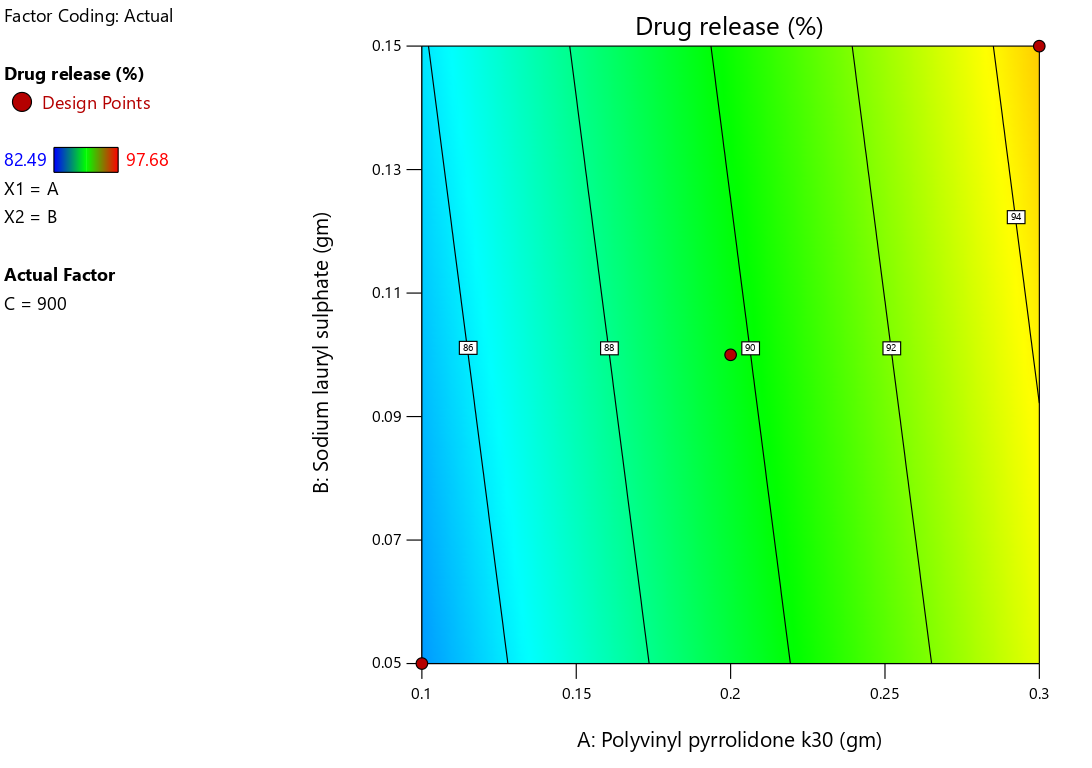 Factor Coding: Actual
Drug release (%)
Design Points
82.49 97.68
X1 = A
X2 = B
Actual Factor
C = 900
Drug release (%)
B: Sodium lauryl sulphate (gm)
0.15
0.13
0.11
0.09
0.07
0.05
94
86 88 90 92
0.1 0.15 0.2 0.25 0.3
A: Polyvinyl pyrrolidone k30 (gm)